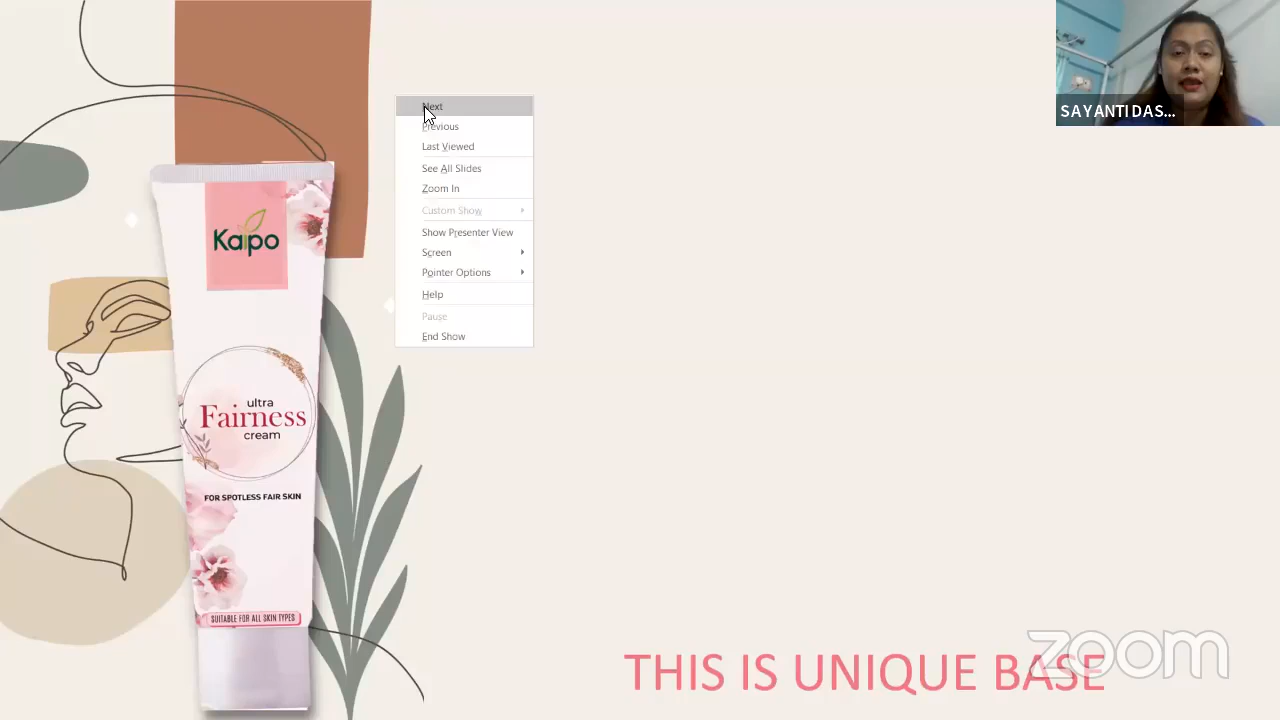 SAYANTI DAS...
Next
Previous
Last Viewed
See All Slides
Zoom In
Custom Show
Show Presenter View
Screen
Pointer Options
Help
Pause
End Show
Kaipo
ultra
Fairness
cream
FOR SPOTLESS FAIR SKIN
SUITABLE FOR ALL SKIN TYPES
THIS IS UNIQUE BASE
zoom